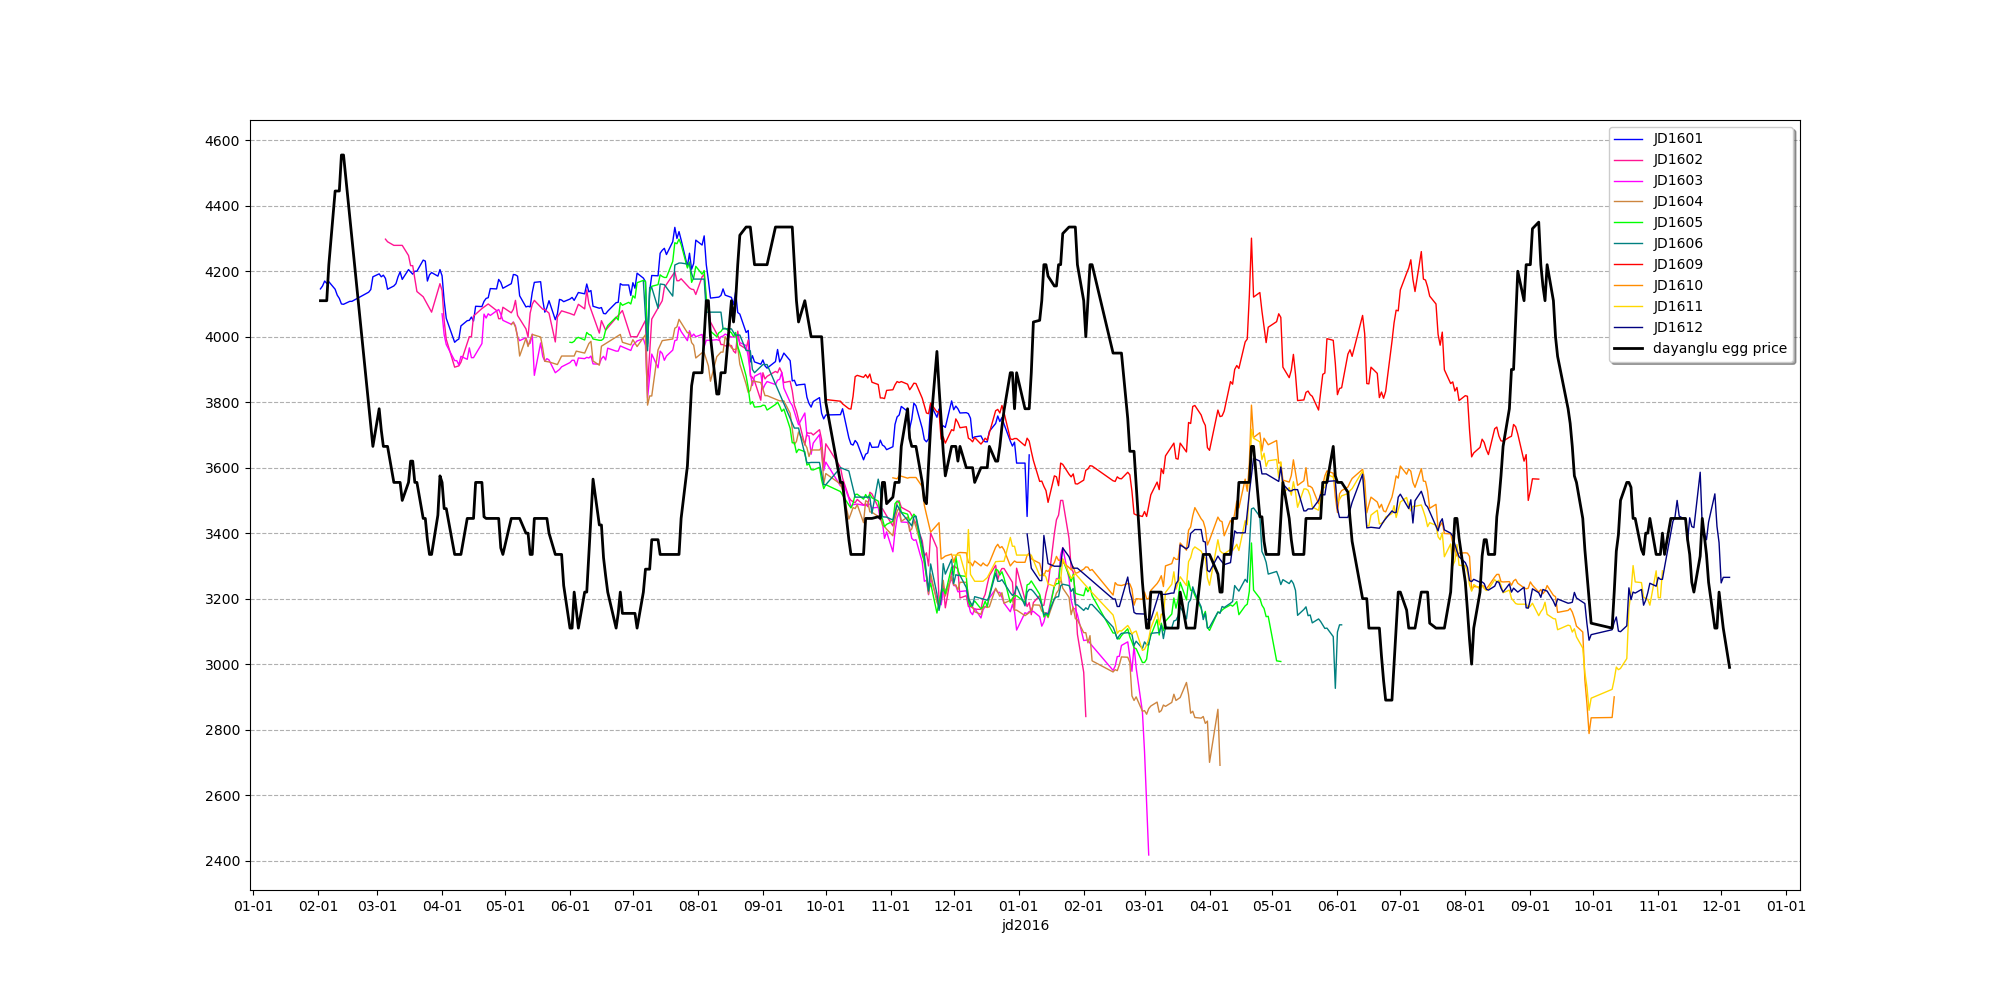 4600
4400
4200
4000
3800
3600
3400
3200
3000
2800
2600
2400
JD1601
JD1602
JD1603
JD1604
JD1605
JD1606
JD1609
JD1610
JD1611
JD1612
dayanglu egg price
01-01 02-01 03-01 04-01 05-01 06-01 07-01 08-01 09-01 10-01 11-01 12-01 01-01 02-01 03-01 04-01 05-01 06-01 07-01 08-01 09-01 10-01 11-01 12-01 01-01
jd2016